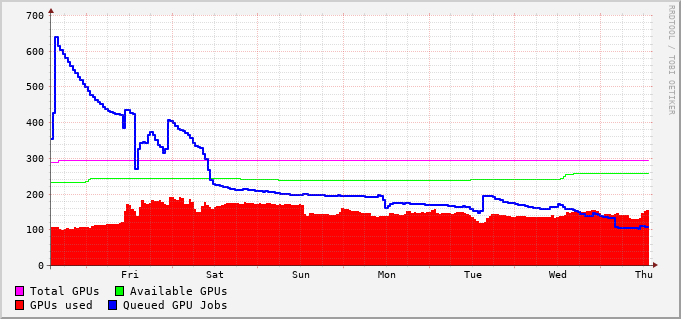 700
600
500
400
300
200
100
0
Fri Sat Sun Mon Tue Wed Thu
Total GPUs Available GPUs
GPUs used Queued GPU Jobs
RRDTOOL / TOBI OETIKER